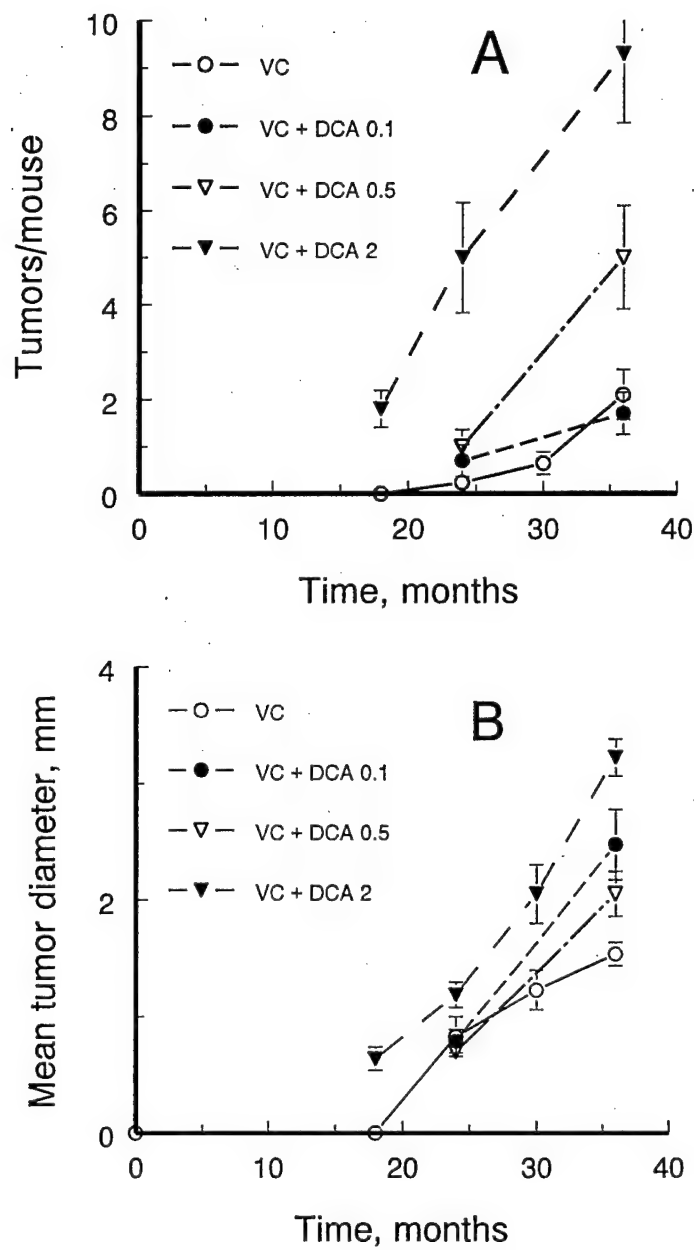 A
VC
VC + DCA 0.1
VC + DCA 0.5
VC + DCA 2
Tumors/mouse
10
8
6
4
2
0
0 10 20 30 40
Time, months
B
VC
VC + DCA 0.1
VC + DCA 0.5
VC + DCA 2
Mean tumor diameter, mm
4
2
0
0 10 20 30 40
Time, months